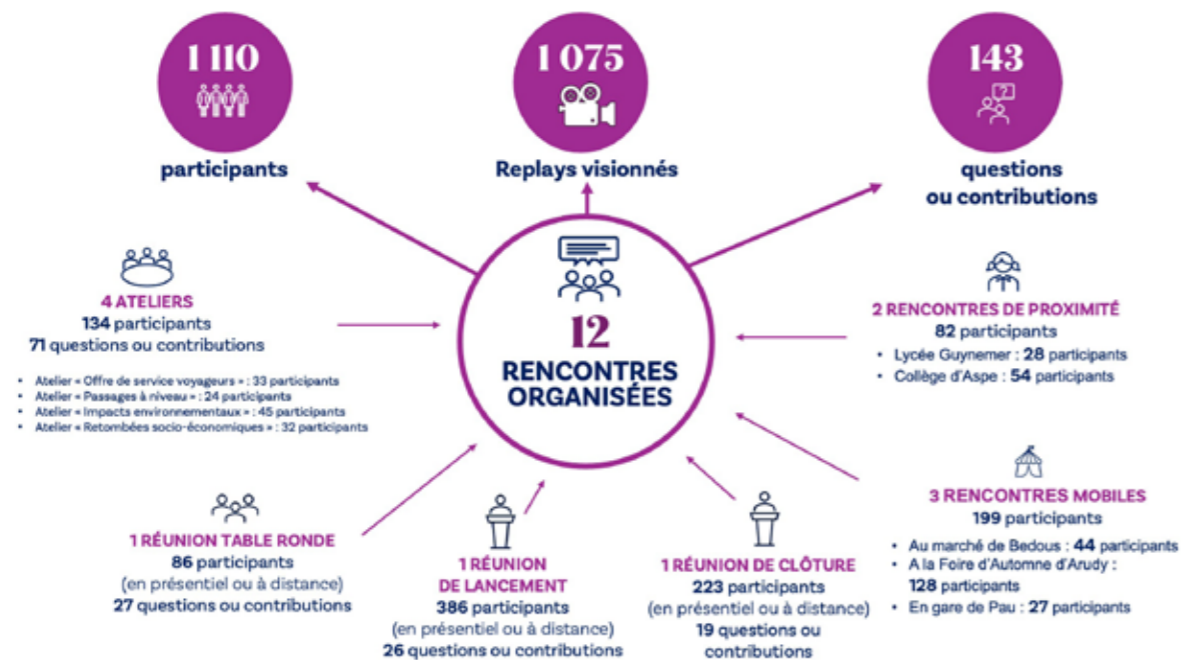 1 110
participants
1 075
Replays visionnés
143
?
questions
ou contributions
12
RENCONTRES
ORGANISÉES
4 ATELIERS
134 participants
71 questions ou contributions
• Atelier « Offre de service voyageurs » : 33 participants
• Atelier « Passages à niveau » : 24 participants
• Atelier « Impacts environnementaux » : 45 participants
• Atelier « Retombées socio-économiques » : 32 participants
2 RENCONTRES DE PROXIMITÉ
82 participants
• Lycée Guynemer : 28 participants
• Collège d'Aspe : 54 participants
1 RÉUNION TABLE RONDE
86 participants
(en présentiel ou à distance)
27 questions ou contributions
1 RÉUNION
DE LANCEMENT
386 participants
(en présentiel ou à distance)
26 questions ou contributions
1 RÉUNION DE CLÔTURE
223 participants
(en présentiel ou à distance)
19 questions ou
contributions
3 RENCONTRES MOBILES
199 participants
• Au marché de Bedous : 44 participants
• A la Foire d'Automne d'Arudy :
128 participants
• En gare de Pau : 27 participants